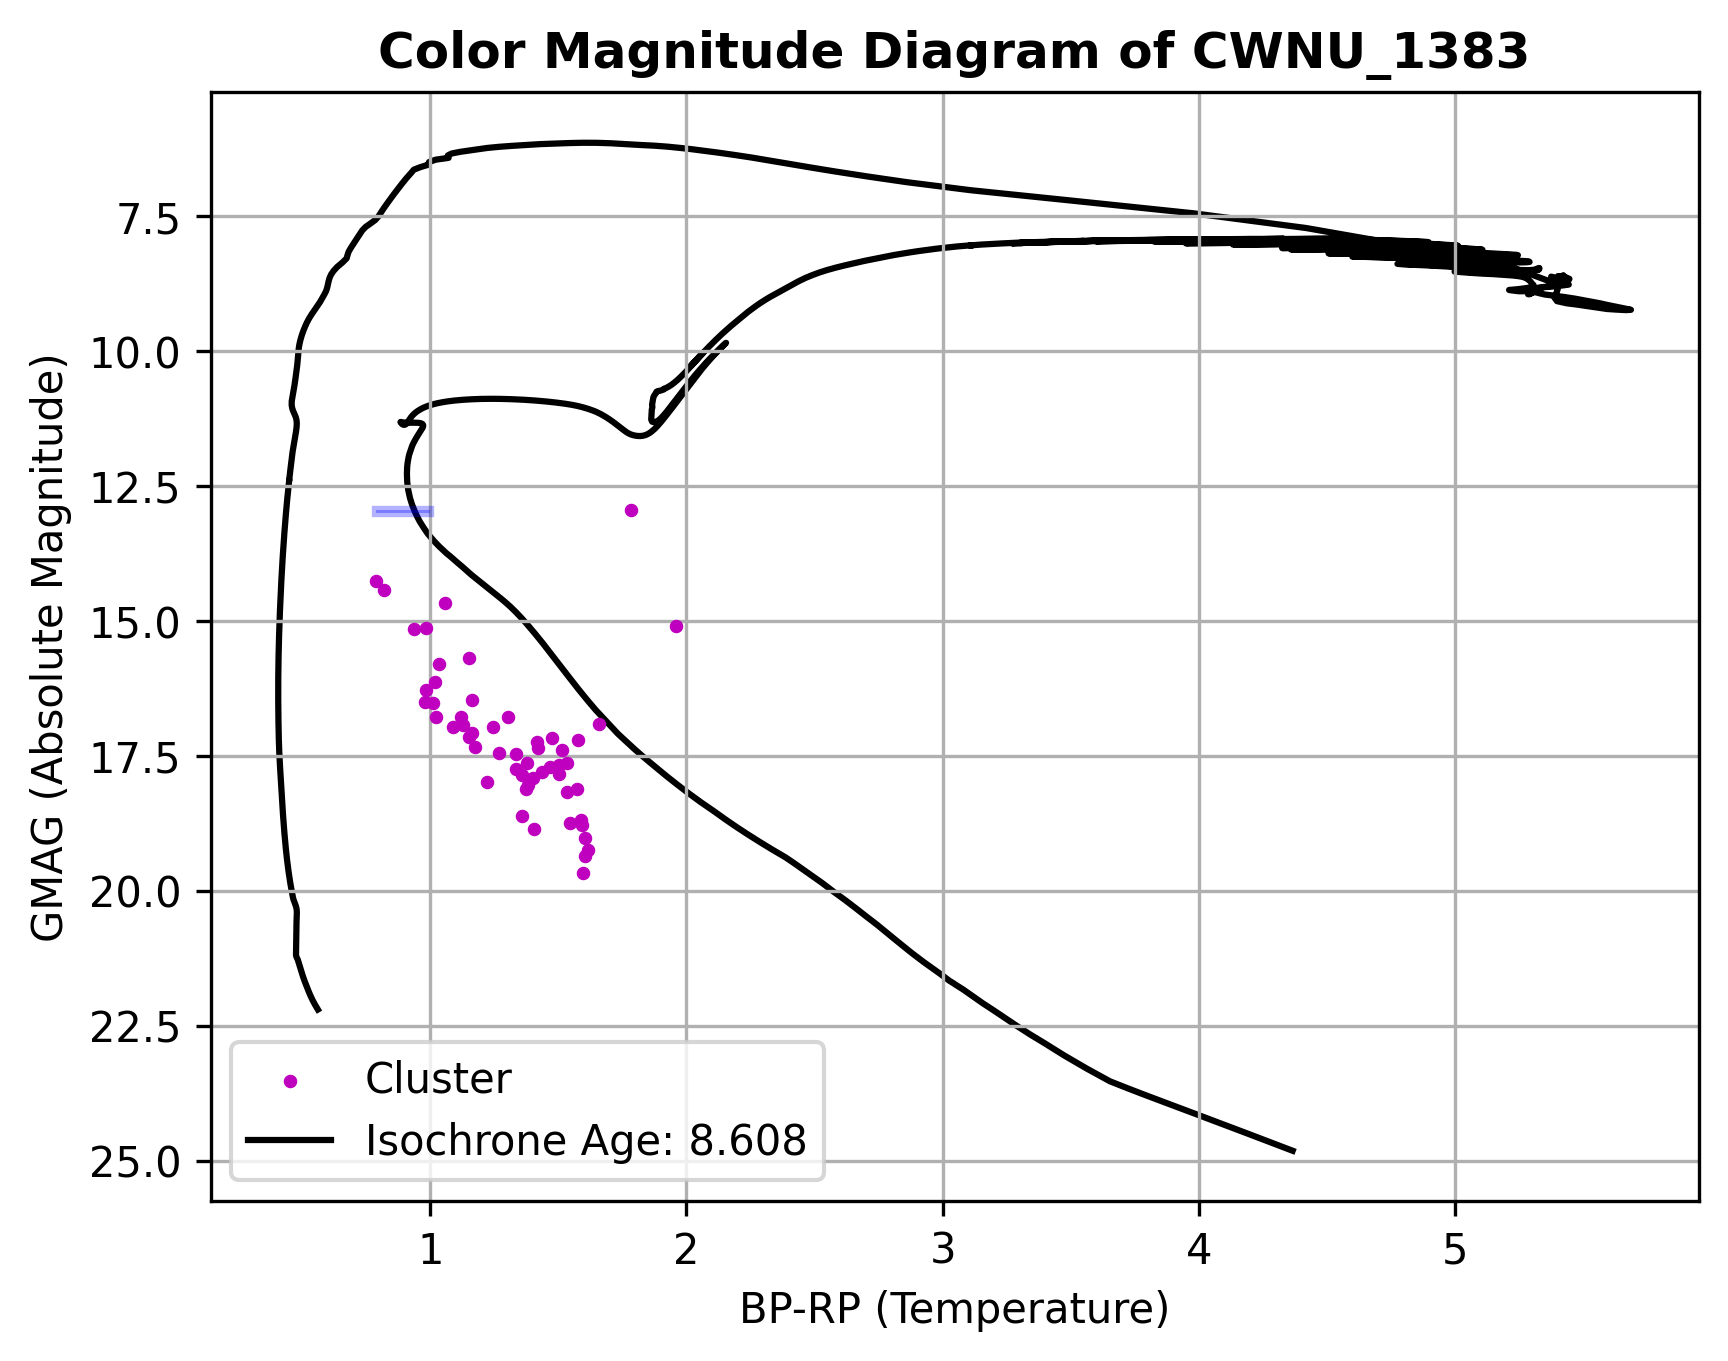 Color Magnitude Diagram of CWNU_1383
GMAG (Absolute Magnitude)
7.5
10.0
12.5
15.0
17.5
20.0
22.5
25.0
Cluster
Isochrone Age: 8.608
1 2 3 4 5
BP-RP (Temperature)